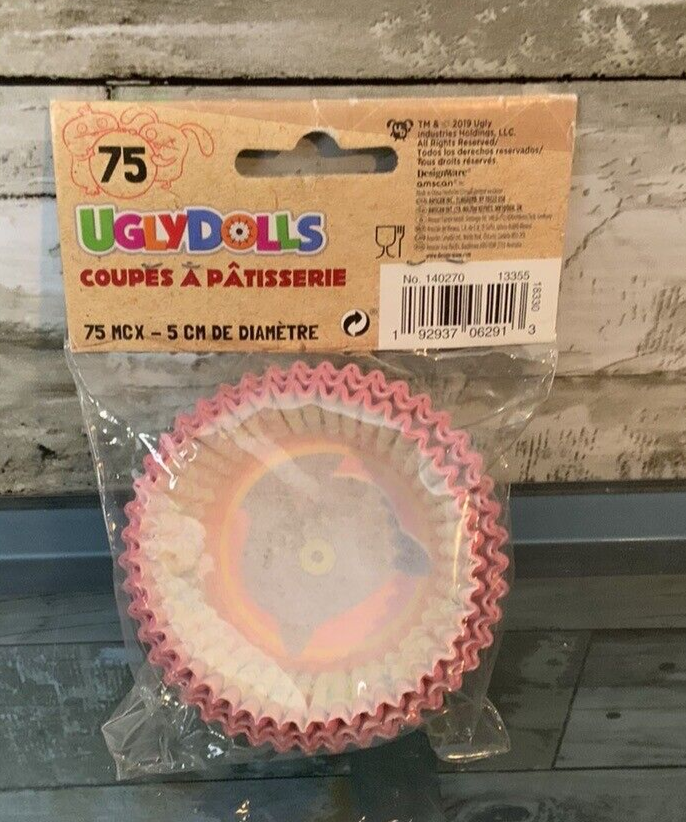 75
UGLYDOLLS
COUPES À PÂTISSERIE
75 MCX – 5 CM DE DIAMÈTRE
TM & © 2019 Ugly
Industries Holdings, LLC.
All Rights Reserved/
Todos los derechos reservados/
Tous droits réservés.
DesignWare®
amscan
No. 140270 13355
18330
1 92937 06291 3